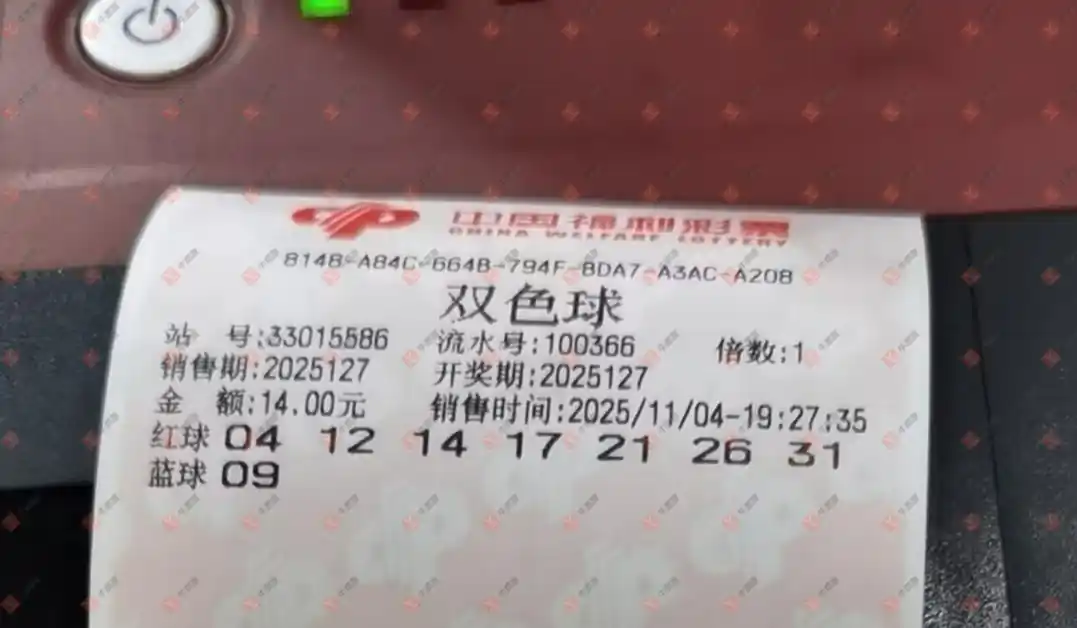 中国福利彩票
CHINA WELFARE LOTTERY
8148-A84C-664B-794F-8DA7-A3AC-A208
双色球
站 号:33015586 流水号:100366 倍数:1
销售期:2025127 开奖期:2025127
金 额:14.00元 销售时间:2025/11/04-19:27:35
红球 04 12 14 17 21 26 31
蓝球 09